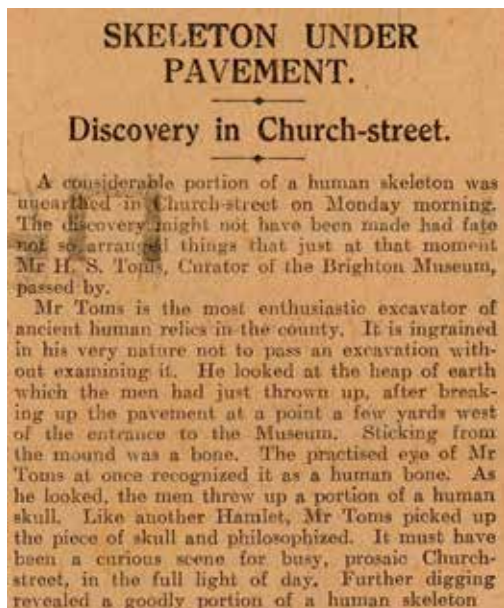 SKELETON UNDER
PAVEMENT.
Discovery in Church-street.
A considerable portion of a human skeleton was
unearthed in Church-street on Monday morning.
The discovery might not have been made had fate
not so arranged things that just at that moment
Mr H. S. Toms, Curator of the Brighton Museum,
passed by.
Mr Toms is the most enthusiastic excavator of
ancient human relics in the county. It is ingrained
in his very nature not to pass an excavation with-
out examining it. He looked at the heap of earth
which the men had just thrown up, after break-
ing up the pavement at a point a few yards west
of the entrance to the Museum. Sticking from
the mound was a bone. The practised eye of Mr
Toms at once recognized it as a human bone. As
he looked, the men threw up a portion of a human
skull. Like another Hamlet, Mr Toms picked up
the piece of skull and philosophized. It must have
been a curious scene for busy, prosaic Church-
street, in the full light of day. Further digging
revealed a goodly portion of a human skeleton